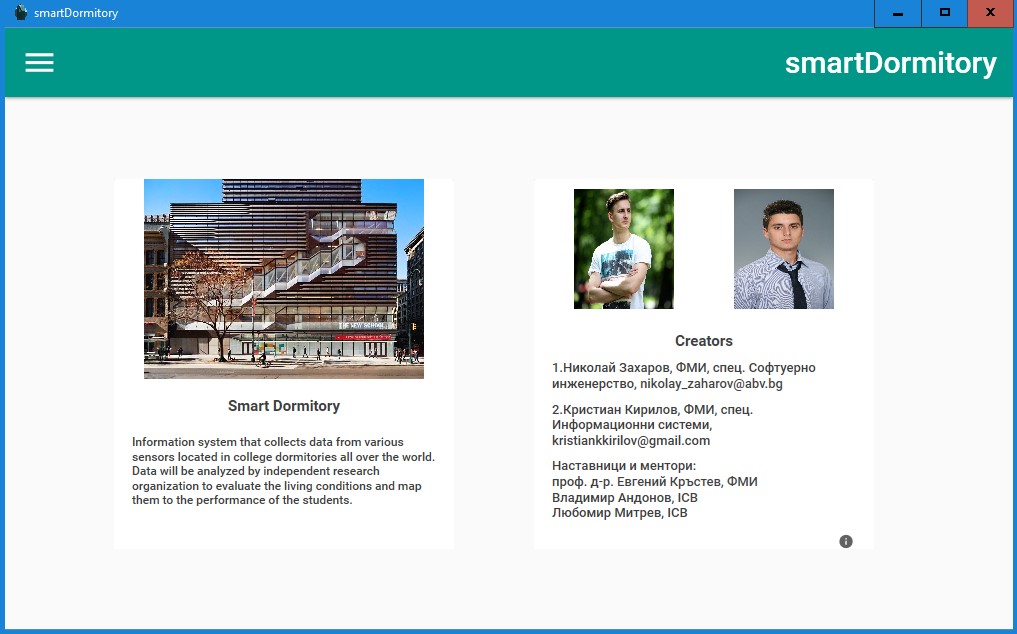 smartDormitory
smartDormitory
THE NEW SCHOOL
Smart Dormitory
Information system that collects data from various
sensors located in college dormitories all over the world.
Data will be analyzed by independent research
organization to evaluate the living conditions and map
them to the performance of the students.
Creators
1.Николай Захаров, ФМИ, спец. Софтуерно
инженерство, nikolay_zaharov@abv.bg
2.Кристиан Кирилов, ФМИ, спец.
Информационни системи,
kristiankkirilov@gmail.com
Наставници и ментори:
проф. д-р. Евгений Кръстев, ФМИ
Владимир Андонов, ICB
Любомир Митрев, ICB